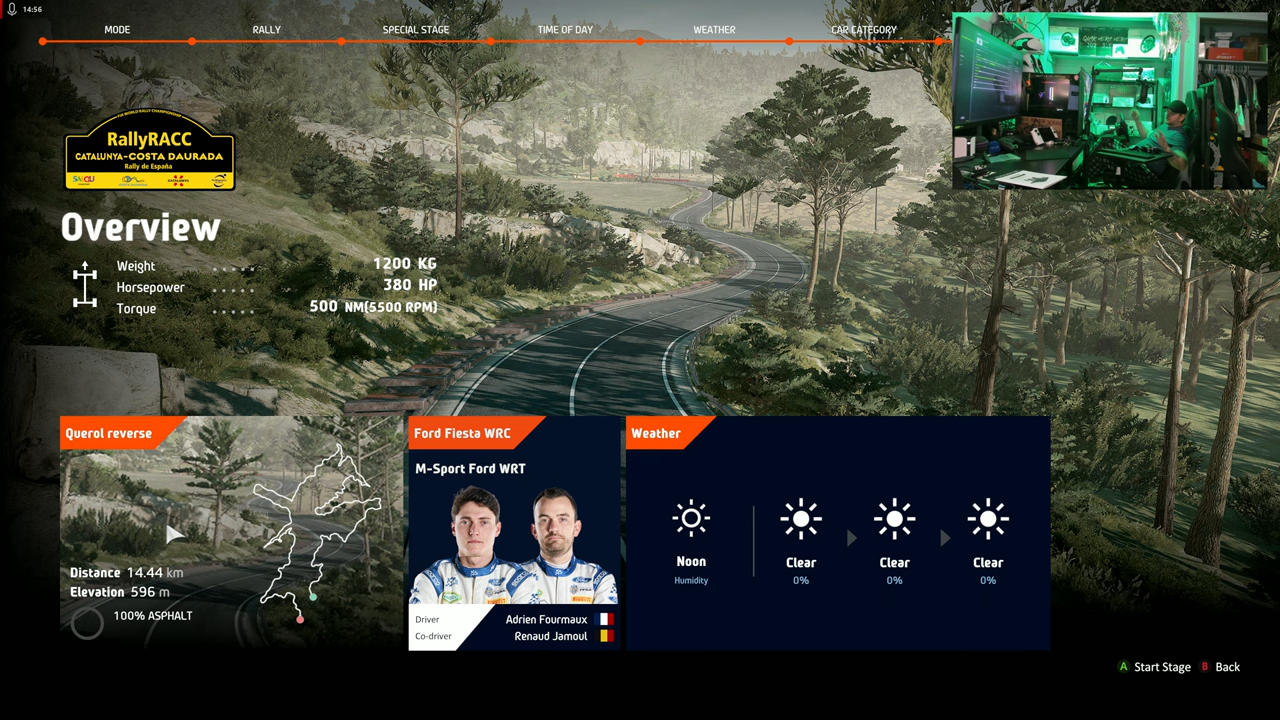 14:56
MODE
RALLY
SPECIAL STAGE
TIME OF DAY
WEATHER
CAR CATEGORY
RallyRACC
CATALUNYA-COSTA DAURADA
Rally de España
Overview
Weight 1200 KG
Horsepower 380 HP
Torque 500 NM(5500 RPM)
Querol reverse
Distance 14.44 km
Elevation 596 m
100% ASPHALT
Ford Fiesta WRC
M-Sport Ford WRT
Driver Adrien Fourmaux
Co-driver Renaud Jamoul
Weather
Noon
Humidity
Clear
0%
Clear
0%
Clear
0%
A Start Stage B Back